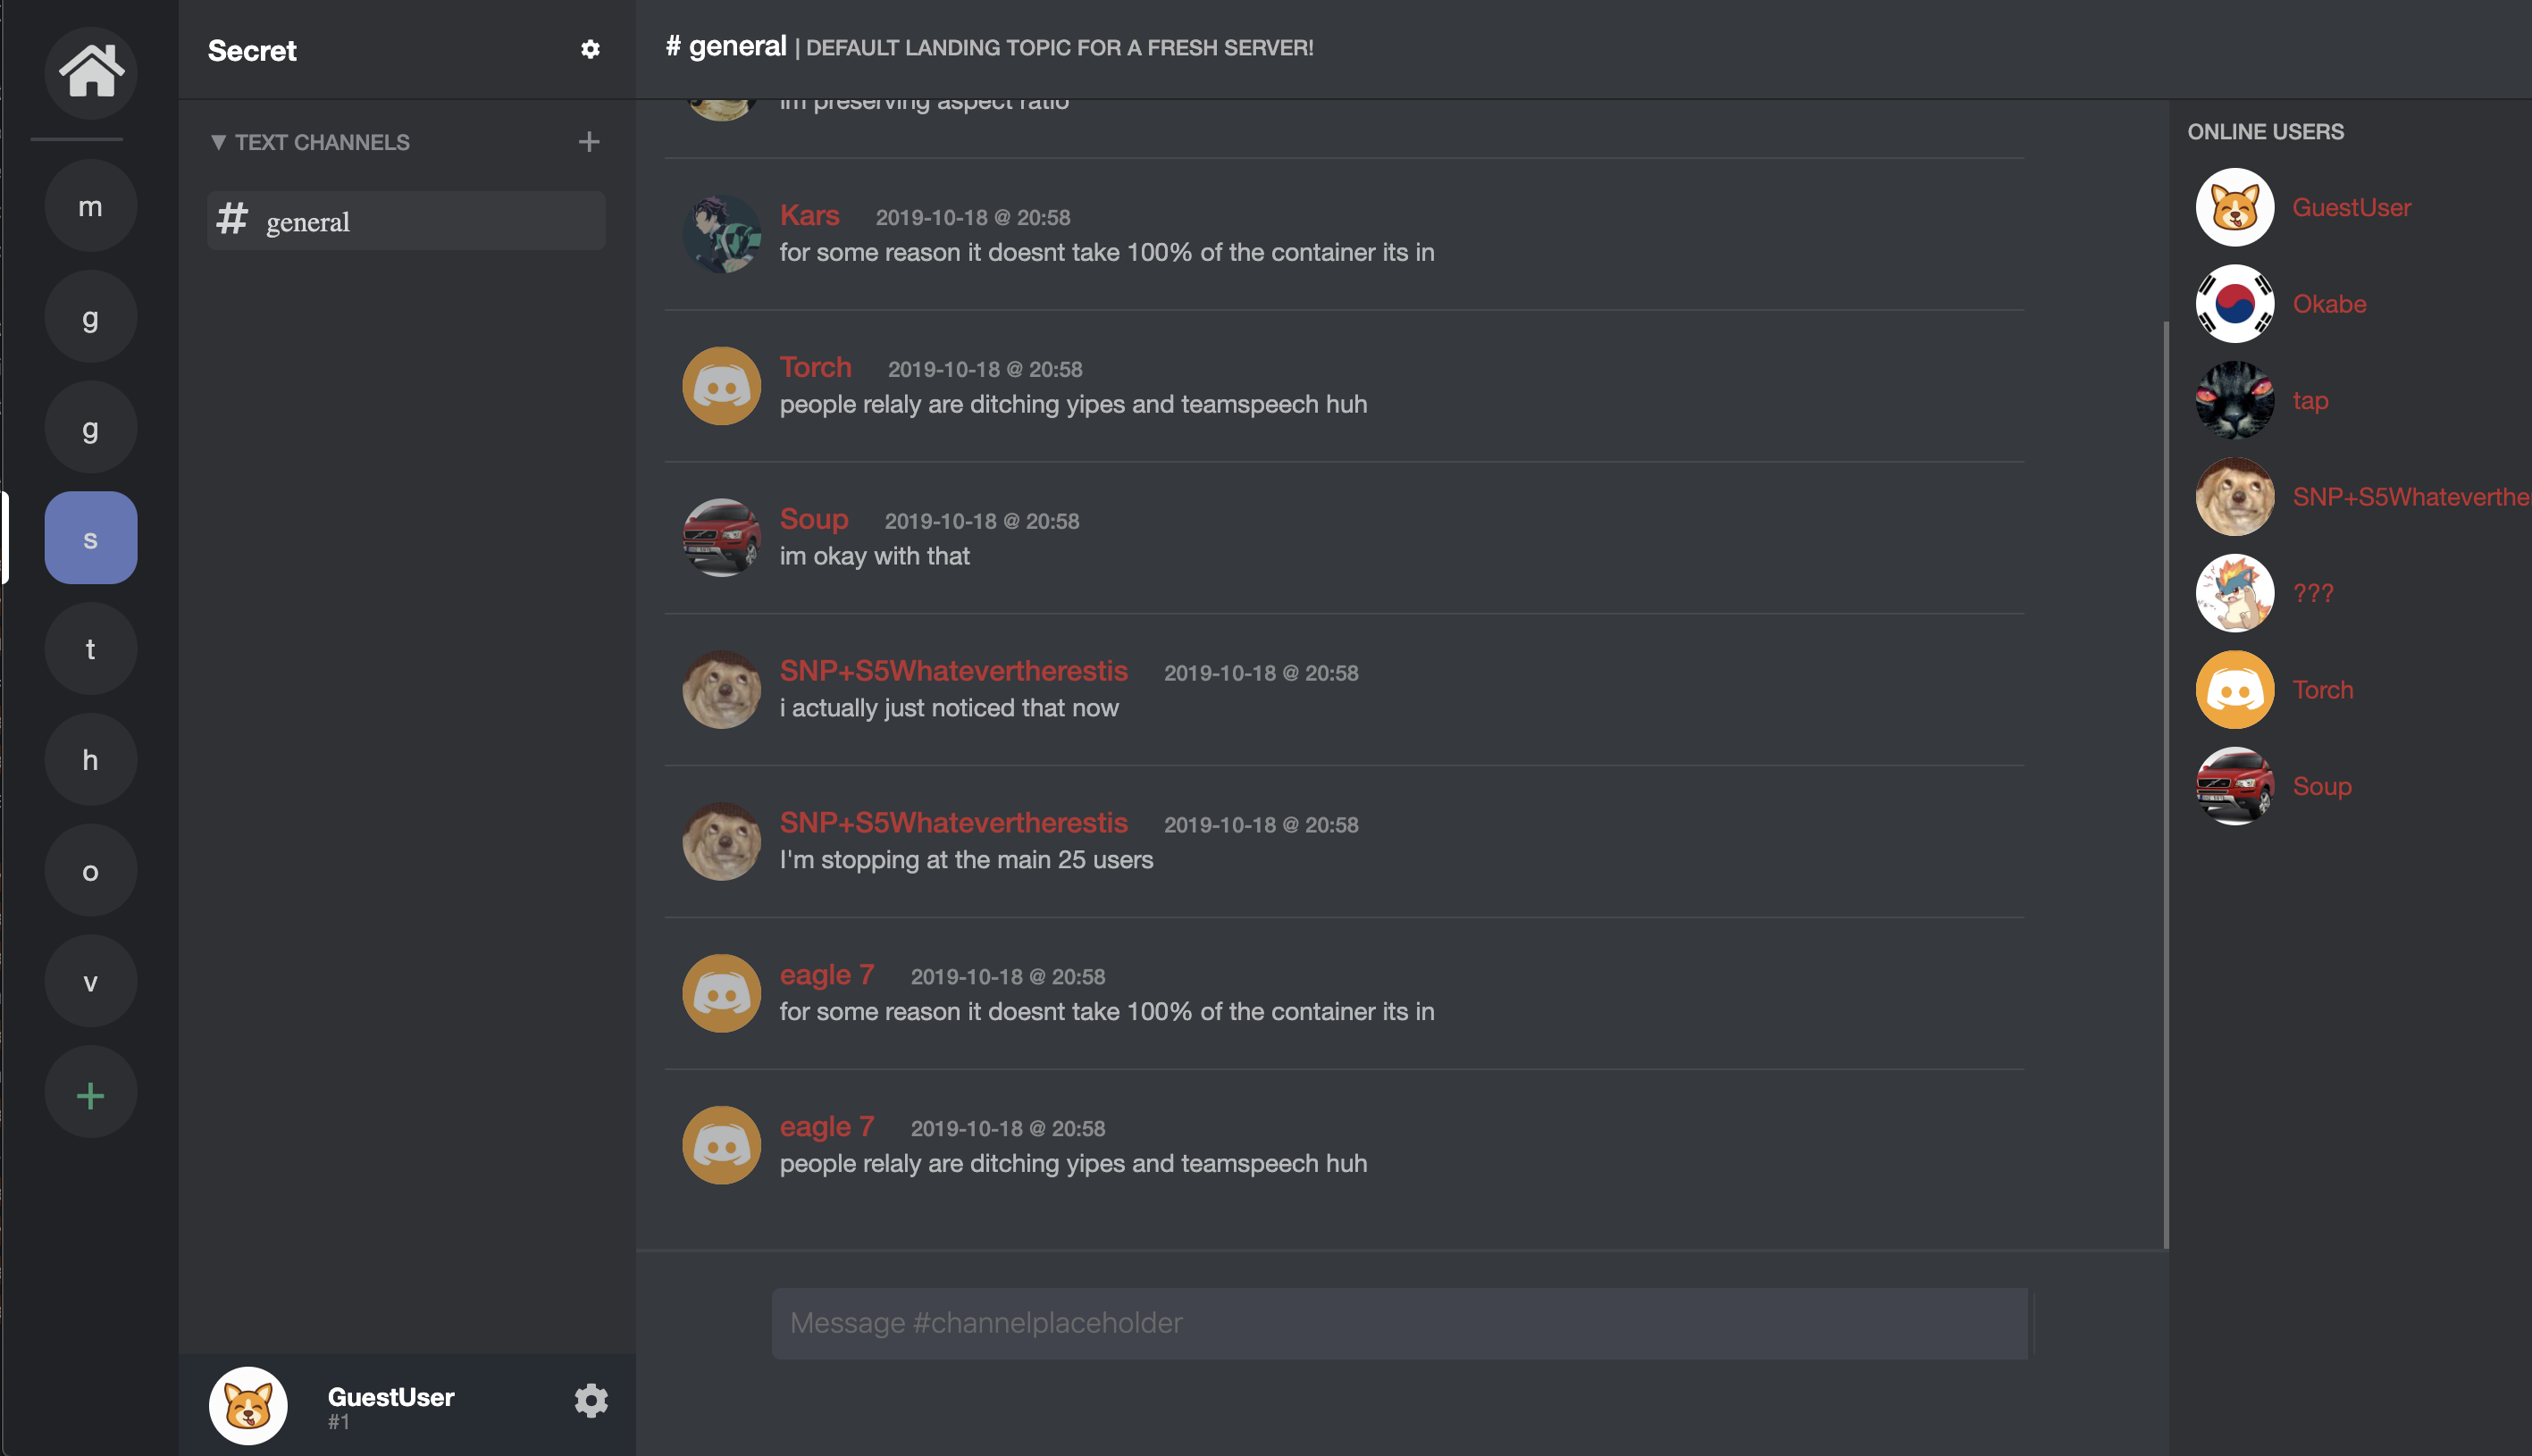 Secret
# general | DEFAULT LANDING TOPIC FOR A FRESH SERVER!
▼ TEXT CHANNELS +
# general
m
g
g
s
t
h
o
v
+
im preserving aspect ratio
Kars 2019-10-18 @ 20:58
for some reason it doesnt take 100% of the container its in
Torch 2019-10-18 @ 20:58
people relaly are ditching yipes and teamspeech huh
Soup 2019-10-18 @ 20:58
im okay with that
SNP+S5Whatevertherestis 2019-10-18 @ 20:58
i actually just noticed that now
SNP+S5Whatevertherestis 2019-10-18 @ 20:58
I'm stopping at the main 25 users
eagle 7 2019-10-18 @ 20:58
for some reason it doesnt take 100% of the container its in
eagle 7 2019-10-18 @ 20:58
people relaly are ditching yipes and teamspeech huh
Message #channelplaceholder
GuestUser
#1
ONLINE USERS
GuestUser
Okabe
tap
SNP+S5Whateverthe
???
Torch
Soup